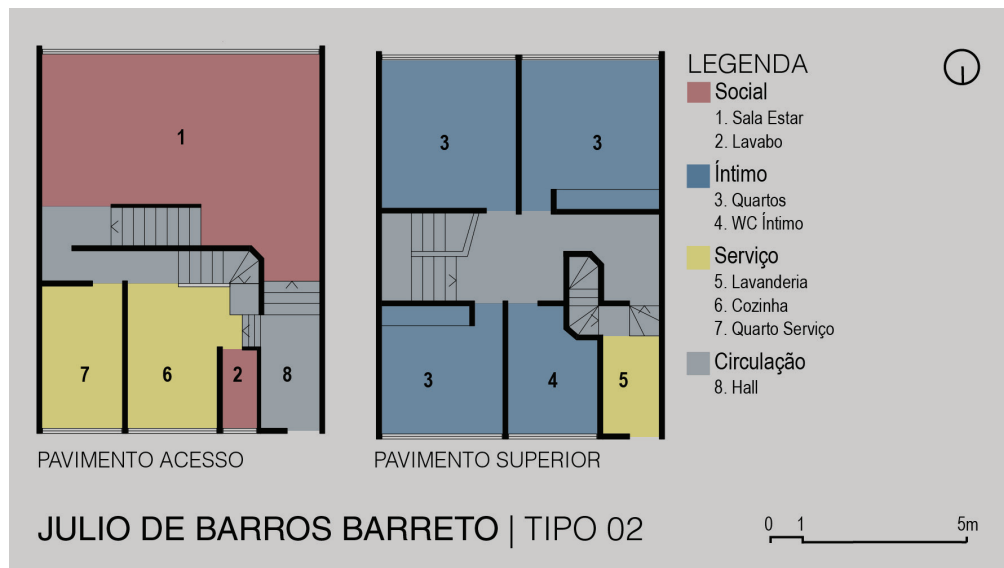 1
7
6
2
8
PAVIMENTO ACESSO
3
3
3
4
5
PAVIMENTO SUPERIOR
LEGENDA
Social
1. Sala Estar
2. Lavabo
Íntimo
3. Quartos
4. WC Íntimo
Serviço
5. Lavanderia
6. Cozinha
7. Quarto Serviço
Circulação
8. Hall
JULIO DE BARROS BARRETO | TIPO 02
0 1 5m